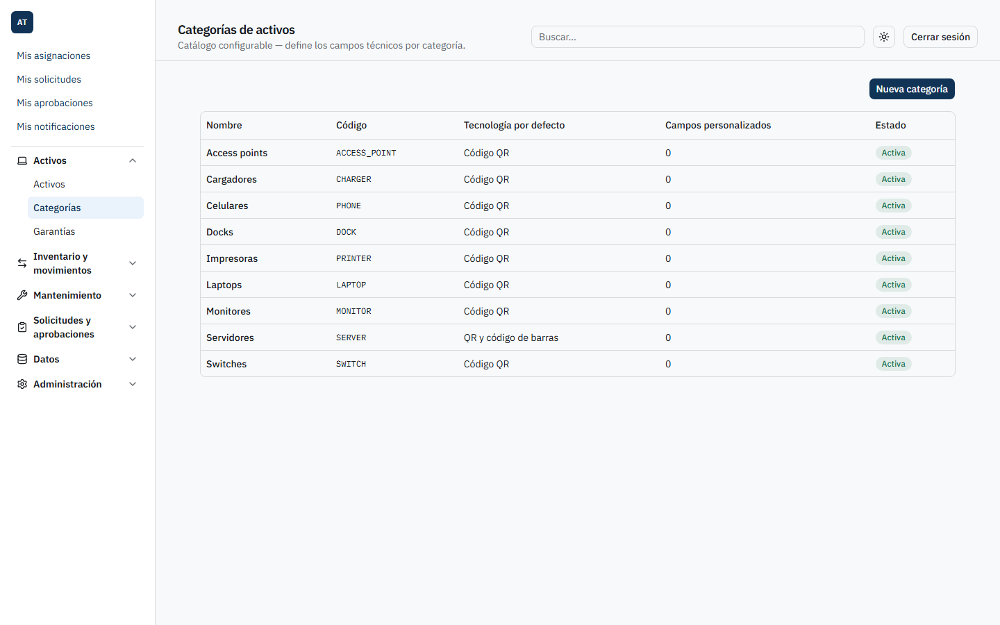 AT
Mis asignaciones
Mis solicitudes
Mis aprobaciones
Mis notificaciones
Activos
Activos
Categorías
Garantías
Inventario y
movimientos
Mantenimiento
Solicitudes y
aprobaciones
Datos
Administración
Categorías de activos
Catálogo configurable — define los campos técnicos por categoría.
Buscar...
Cerrar sesión
Nueva categoría
Nombre Código Tecnología por defecto Campos personalizados Estado
Access points ACCESS_POINT Código QR 0 Activa
Cargadores CHARGER Código QR 0 Activa
Celulares PHONE Código QR 0 Activa
Docks DOCK Código QR 0 Activa
Impresoras PRINTER Código QR 0 Activa
Laptops LAPTOP Código QR 0 Activa
Monitores MONITOR Código QR 0 Activa
Servidores SERVER QR y código de barras 0 Activa
Switches SWITCH Código QR 0 Activa